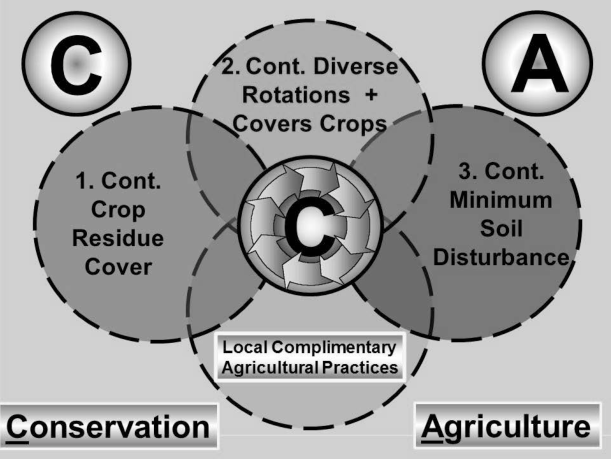 C
A
2. Cont. Diverse
Rotations +
Covers Crops
1. Cont.
Crop
Residue
Cover
3. Cont.
Minimum
Soil
Disturbance
C
Local Complimentary
Agricultural Practices
Conservation
Agriculture